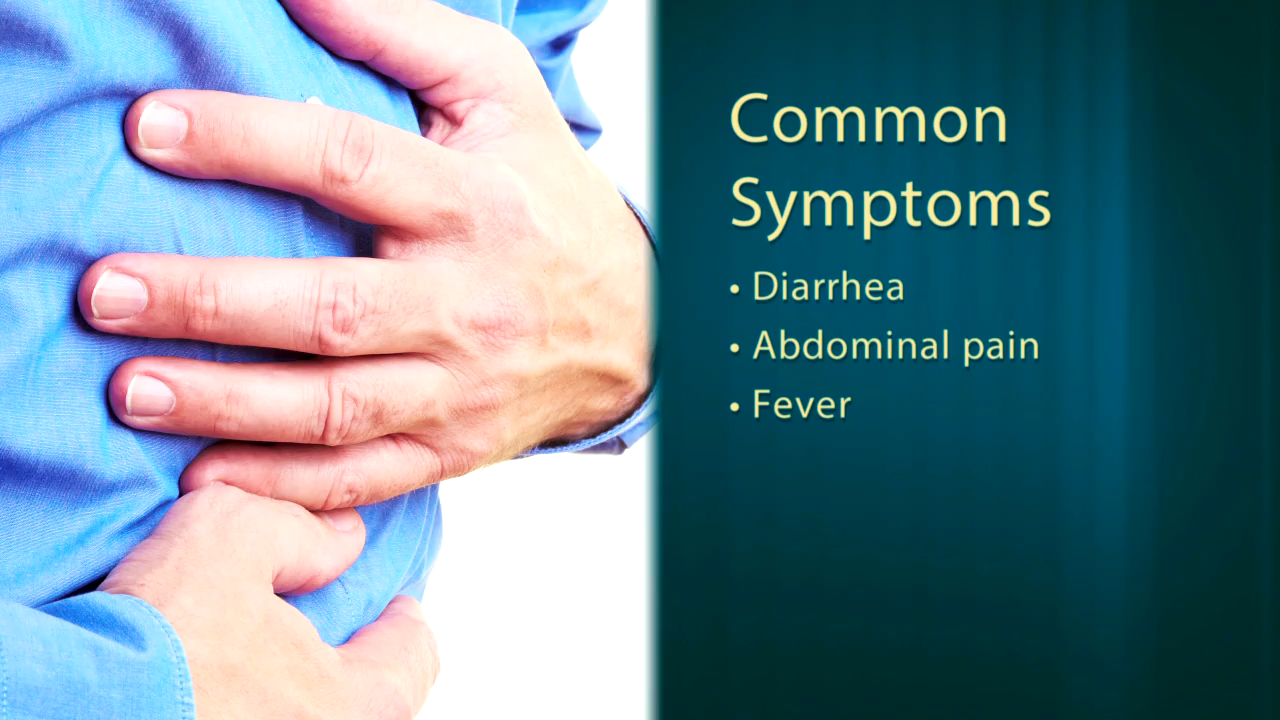 Common
Symptoms
• Diarrhea
• Abdominal pain
• Fever